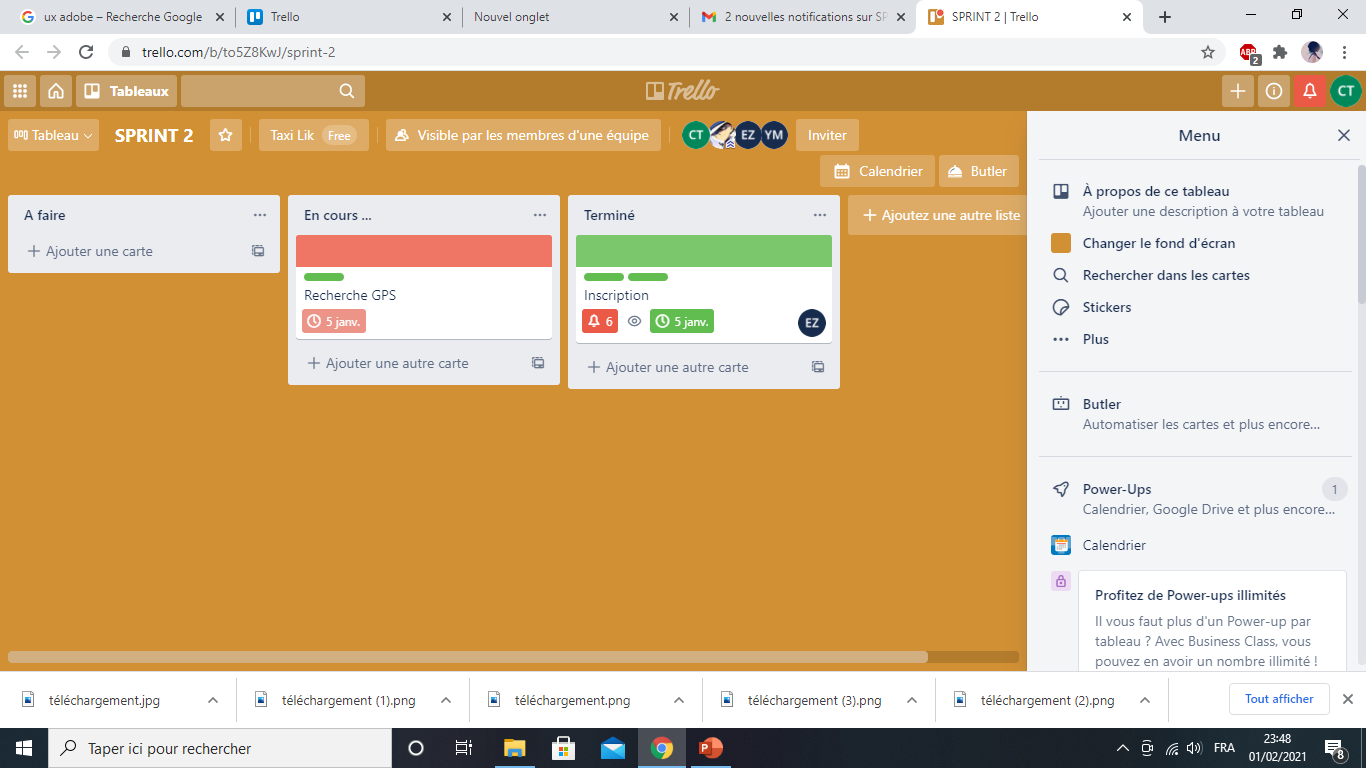 ux adobe – Recherche Google
Trello
Nouvel onglet
2 nouvelles notifications sur SP
SPRINT 2 | Trello
trello.com/b/to5Z8KwJ/sprint-2
ABP
2
Tableaux
Trello
CT
Tableau
SPRINT 2
Taxi Lik Free
Visible par les membres d'une équipe
CT EZ YM
Inviter
Calendrier
Butler
A faire
Ajouter une carte
En cours ...
Recherche GPS
5 janv.
Ajouter une autre carte
Terminé
Inscription
6
5 janv.
EZ
Ajouter une autre carte
Ajoutez une autre liste
Menu
À propos de ce tableau
Ajouter une description à votre tableau
Changer le fond d'écran
Rechercher dans les cartes
Stickers
Plus
Butler
Automatiser les cartes et plus encore...
Power-Ups
1
Calendrier, Google Drive et plus encore...
Calendrier
Profitez de Power-ups illimités
Il vous faut plus d'un Power-up par
tableau ? Avec Business Class, vous
pouvez en avoir un nombre illimité !
téléchargement.jpg
téléchargement (1).png
téléchargement.png
téléchargement (3).png
téléchargement (2).png
Tout afficher
Taper ici pour rechercher
FRA
23:48
01/02/2021
8